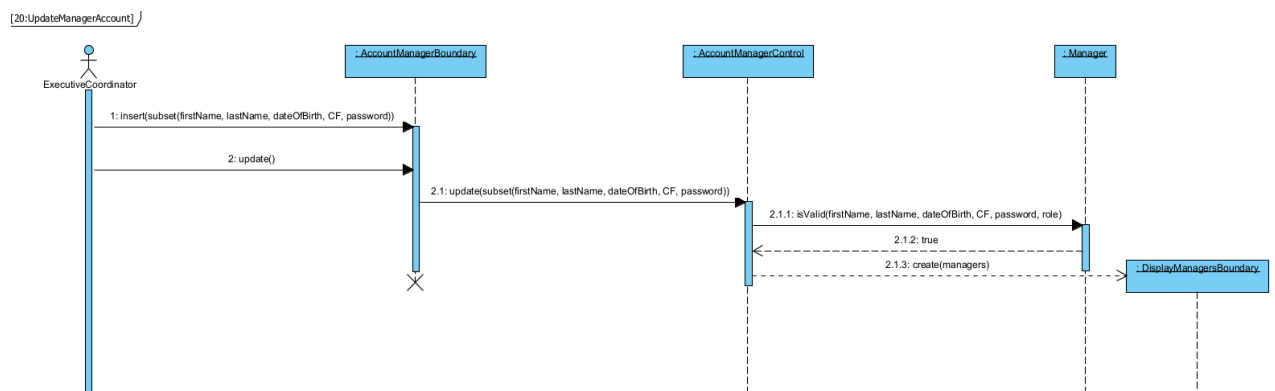 [20:UpdateManagerAccount]
: AccountManagerBoundary
: AccountManagerControl
: Manager
ExecutiveCoordinator
1: insert(subset(firstName, lastName, dateOfBirth, CF, password))
2: update()
2.1: update(subset(firstName, lastName, dateOfBirth, CF, password))
2.1.1: isValid(firstName, lastName, dateOfBirth, CF, password, role)
2.1.2: true
2.1.3: create(managers)
: DisplayManagersBoundary